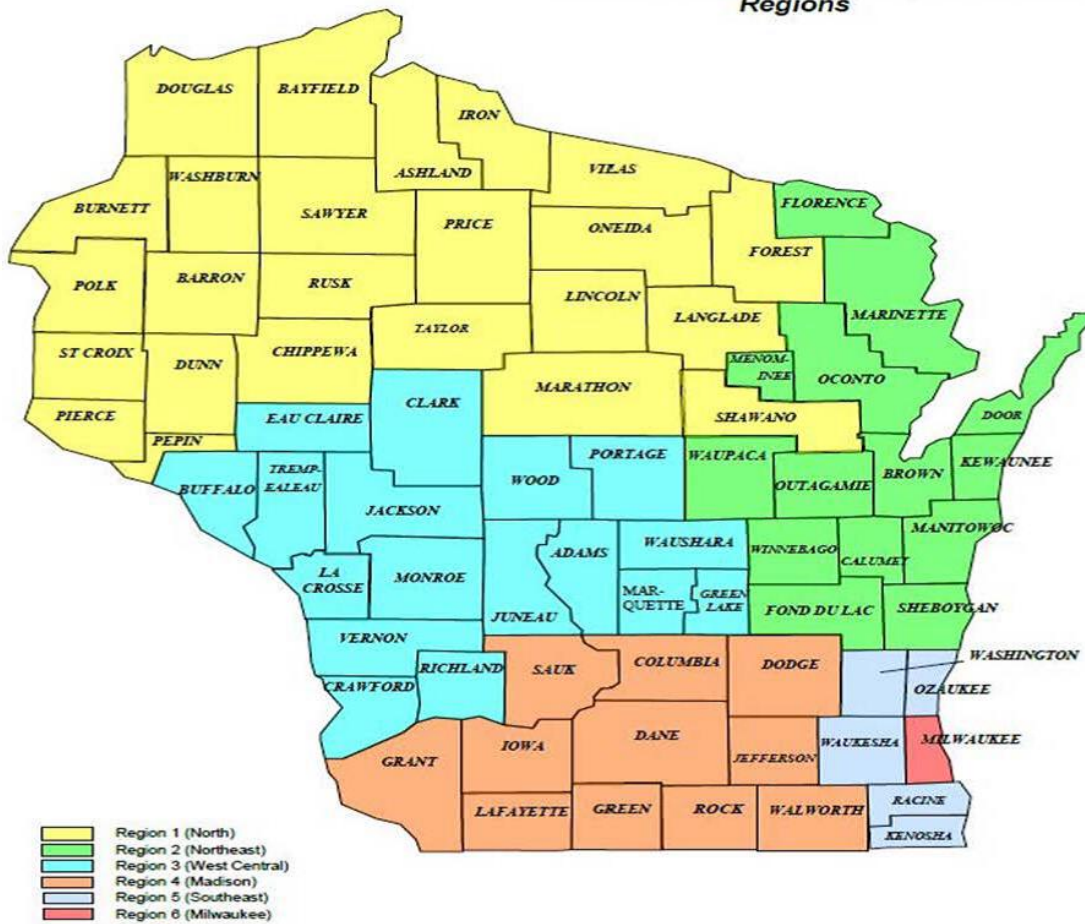 Regions
DOUGLAS
BAYFIELD
IRON
ASHLAND
VILAS
WASHBURN
BURNETT
SAWYER
PRICE
ONEIDA
FLORENCE
FOREST
POLK
BARRON
RUSK
LINCOLN
MARINETTE
TAYLOR
LANGLADE
ST CROIX
DUNN
CHIPPEWA
MENOM-
INEE
OCONTO
MARATHON
CLARK
PIERCE
SHAWANO
DOOR
EAU CLAIRE
PEPIN
PORTAGE
WAUPACA
KEWAUNEE
BUFFALO
TREMP-
EALEAU
WOOD
OUTAGAMIE
BROWN
JACKSON
MANITOWOC
WAUSHARA
ADAMS
WINNEBAGO
CALUMET
LA
CROSSE
MONROE
MAR-
QUETTE
GREEN
LAKE
JUNEAU
FOND DU LAC
SHEBOYGAN
VERNON
WASHINGTON
RICHLAND
SAUK
COLUMBIA
DODGE
CRAWFORD
OZAUKEE
MILWAUKEE
GRANT
IOWA
DANE
JEFFERSON
WAUKESHA
LAFAYETTE
GREEN
ROCK
WALWORTH
RACINE
KENOSHA
Region 1 (North)
Region 2 (Northeast)
Region 3 (West Central)
Region 4 (Madison)
Region 5 (Southeast)
Region 6 (Milwaukee)